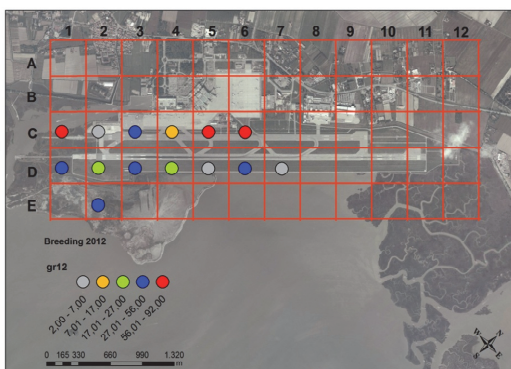 1 2 3 4 5 6 7 8 9 10 11 12
A
B
C
D
E
Breeding 2012
gr12
2,00 - 7,00
7,01 - 17,00
17,01 - 27,00
27,01 - 56,00
56,01 - 92,00
0 165 330 660 990 1.320
m
N
W E
S